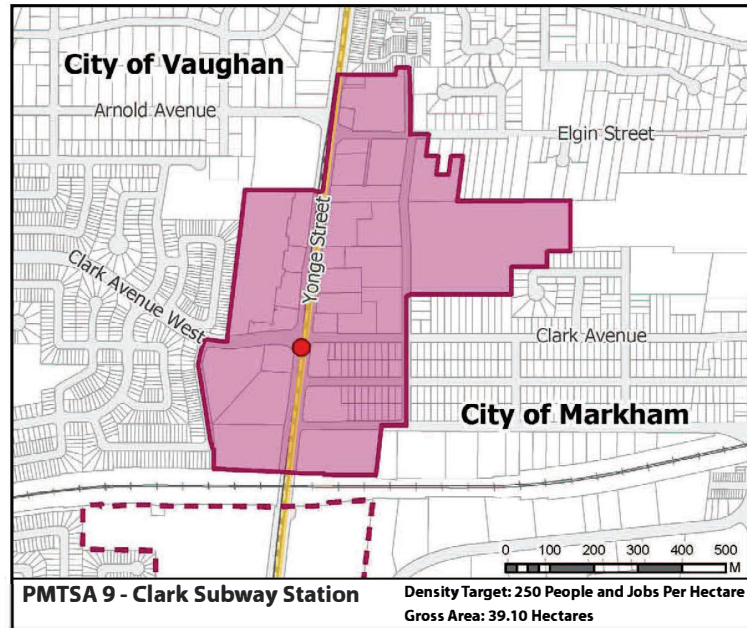 City of Vaughan
Arnold Avenue
Elgin Street
Yonge Street
Clark Avenue West
Clark Avenue
City of Markham
0 100 200 300 400 500
M
PMTSA 9 - Clark Subway Station
Density Target: 250 People and Jobs Per Hectare
Gross Area: 39.10 Hectares